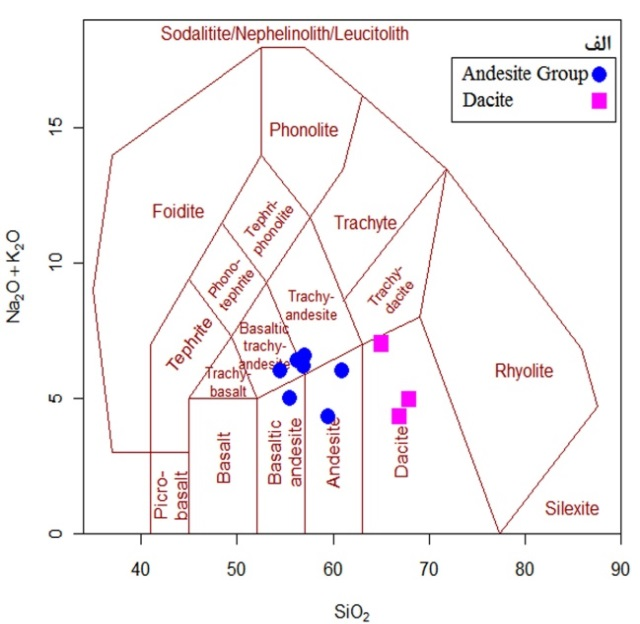 Sodalitite/Nephelinolith/Leucitolith
الف
Andesite Group
Dacite
Phonolite
Foidite
Tephri-
phonolite
Trachyte
Phono-
tephrite
Trachy-
andesite
Trachy-
dacite
Tephrite
Basaltic
trachy-
andesite
Trachy-
basalt
Rhyolite
Picro-
basalt
Basalt
Basaltic
andesite
Andesite
Dacite
Silexite
Na₂O + K₂O
15
10
5
0
40 50 60 70 80 90
SiO₂